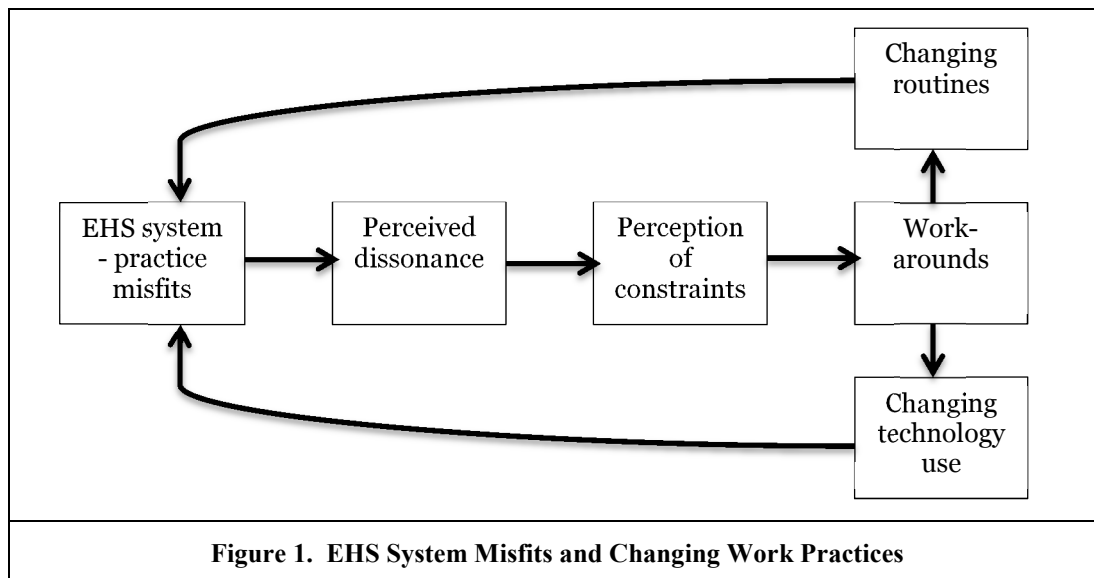 Changing
routines
EHS system
- practice
misfits
Perceived
dissonance
Perception
of
constraints
Work-
arounds
Changing
technology
use
Figure 1.  EHS System Misfits and Changing Work Practices